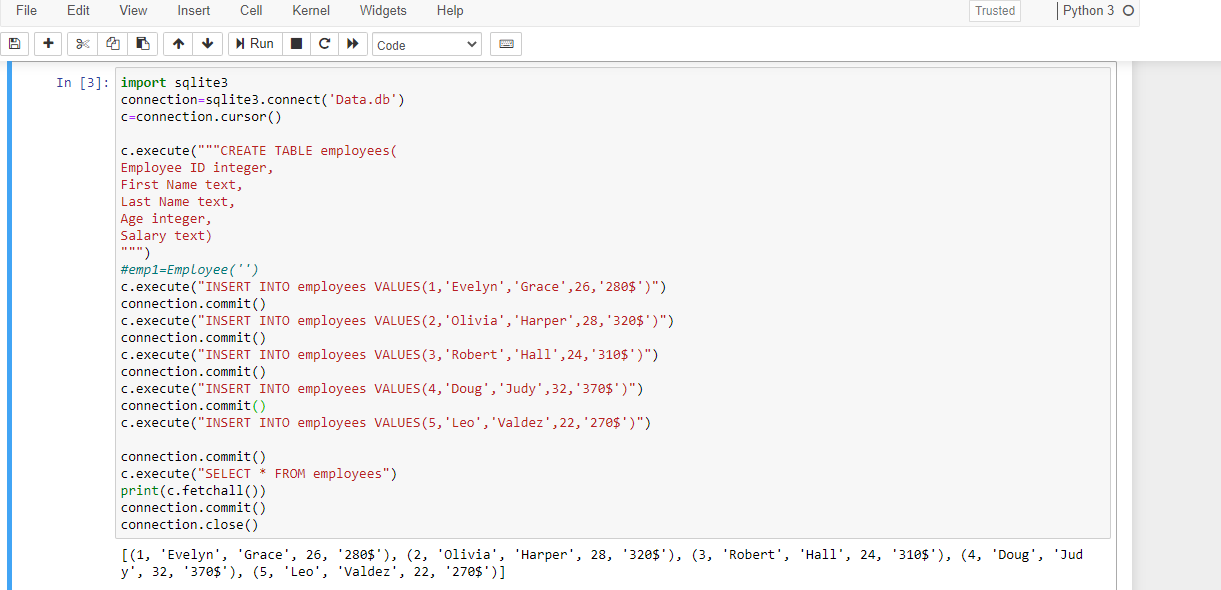 File Edit View Insert Cell Kernel Widgets Help Trusted Python 3
Run Code
In [3]:
import sqlite3
connection=sqlite3.connect('Data.db')
c=connection.cursor()
c.execute("""CREATE TABLE employees(
Employee ID integer,
First Name text,
Last Name text,
Age integer,
Salary text)
""")
#emp1=Employee('')
c.execute("INSERT INTO employees VALUES(1,'Evelyn','Grace',26,'280$')")
connection.commit()
c.execute("INSERT INTO employees VALUES(2,'Olivia','Harper',28,'320$')")
connection.commit()
c.execute("INSERT INTO employees VALUES(3,'Robert','Hall',24,'310$')")
connection.commit()
c.execute("INSERT INTO employees VALUES(4,'Doug','Judy',32,'370$')")
connection.commit()
c.execute("INSERT INTO employees VALUES(5,'Leo','Valdez',22,'270$')")
connection.commit()
c.execute("SELECT * FROM employees")
print(c.fetchall())
connection.commit()
connection.close()
[(1, 'Evelyn', 'Grace', 26, '280$'), (2, 'Olivia', 'Harper', 28, '320$'), (3, 'Robert', 'Hall', 24, '310$'), (4, 'Doug', 'Jud
y', 32, '370$'), (5, 'Leo', 'Valdez', 22, '270$')]